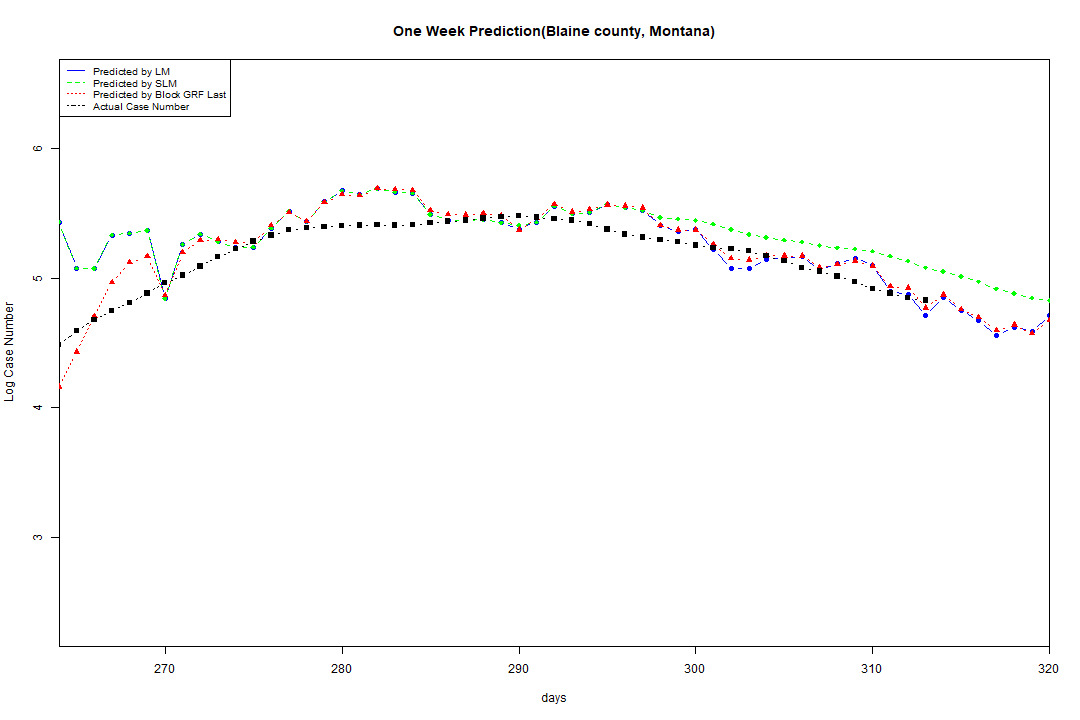 One Week Prediction(Blaine county, Montana)
Predicted by LM
Predicted by SLM
Predicted by Block GRF Last
Actual Case Number
6
5
4
3
Log Case Number
270 280 290 300 310 320
days